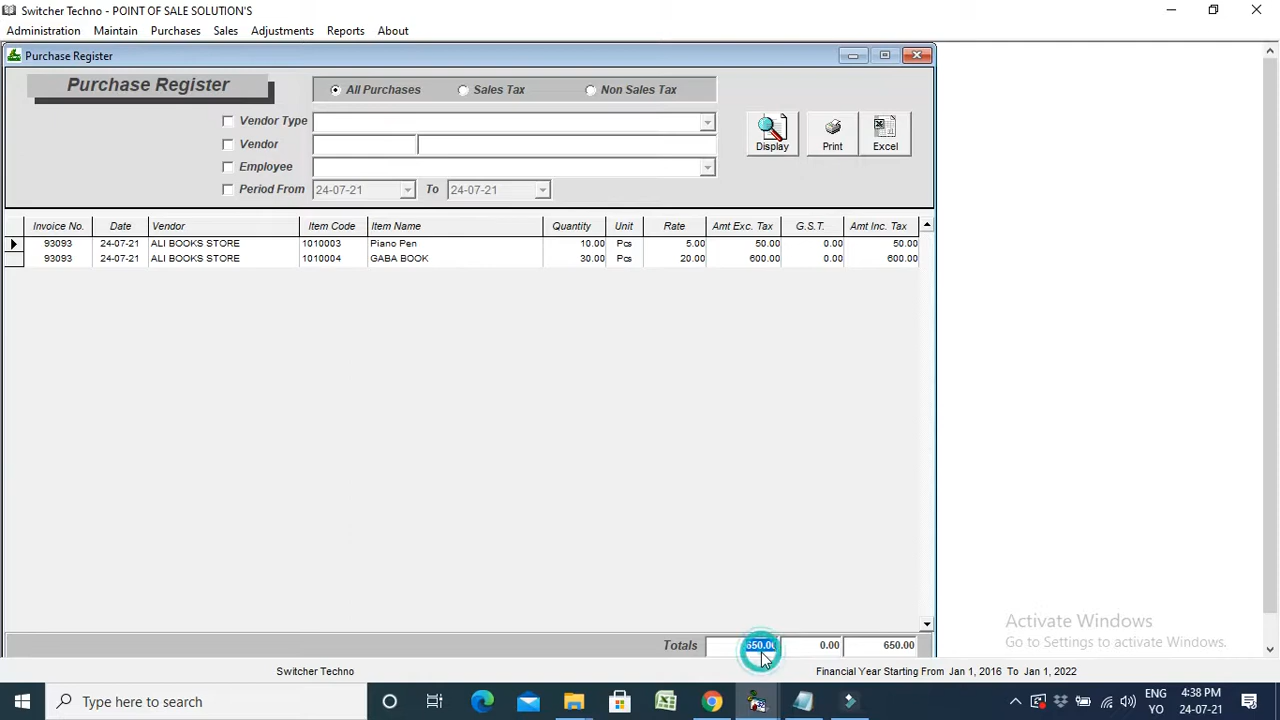 Switcher Techno - POINT OF SALE SOLUTION'S
Administration Maintain Purchases Sales Adjustments Reports About
Purchase Register
Purchase Register
All Purchases Sales Tax Non Sales Tax
Vendor Type
Vendor
Employee
Period From 24-07-21 To 24-07-21
Display Print Excel
Invoice No. Date Vendor Item Code Item Name Quantity Unit Rate Amt Exc. Tax G.S.T. Amt Inc. Tax
93093 24-07-21 ALI BOOKS STORE 1010003 Piano Pen 10.00 Pcs 5.00 50.00 0.00 50.00
93093 24-07-21 ALI BOOKS STORE 1010004 GABA BOOK 30.00 Pcs 20.00 600.00 0.00 600.00
Activate Windows
Go to Settings to activate Windows.
Totals 650.00 0.00 650.00
Switcher Techno Financial Year Starting From Jan 1, 2016 To Jan 1, 2022
Type here to search
ENG 4:38 PM
YO 24-07-21